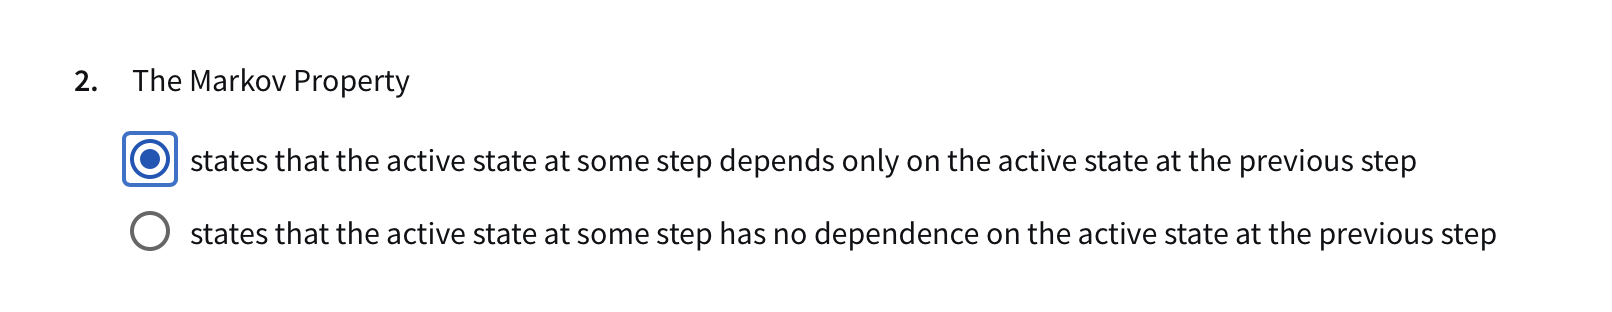 2. The Markov Property
states that the active state at some step depends only on the active state at the previous step
states that the active state at some step has no dependence on the active state at the previous step